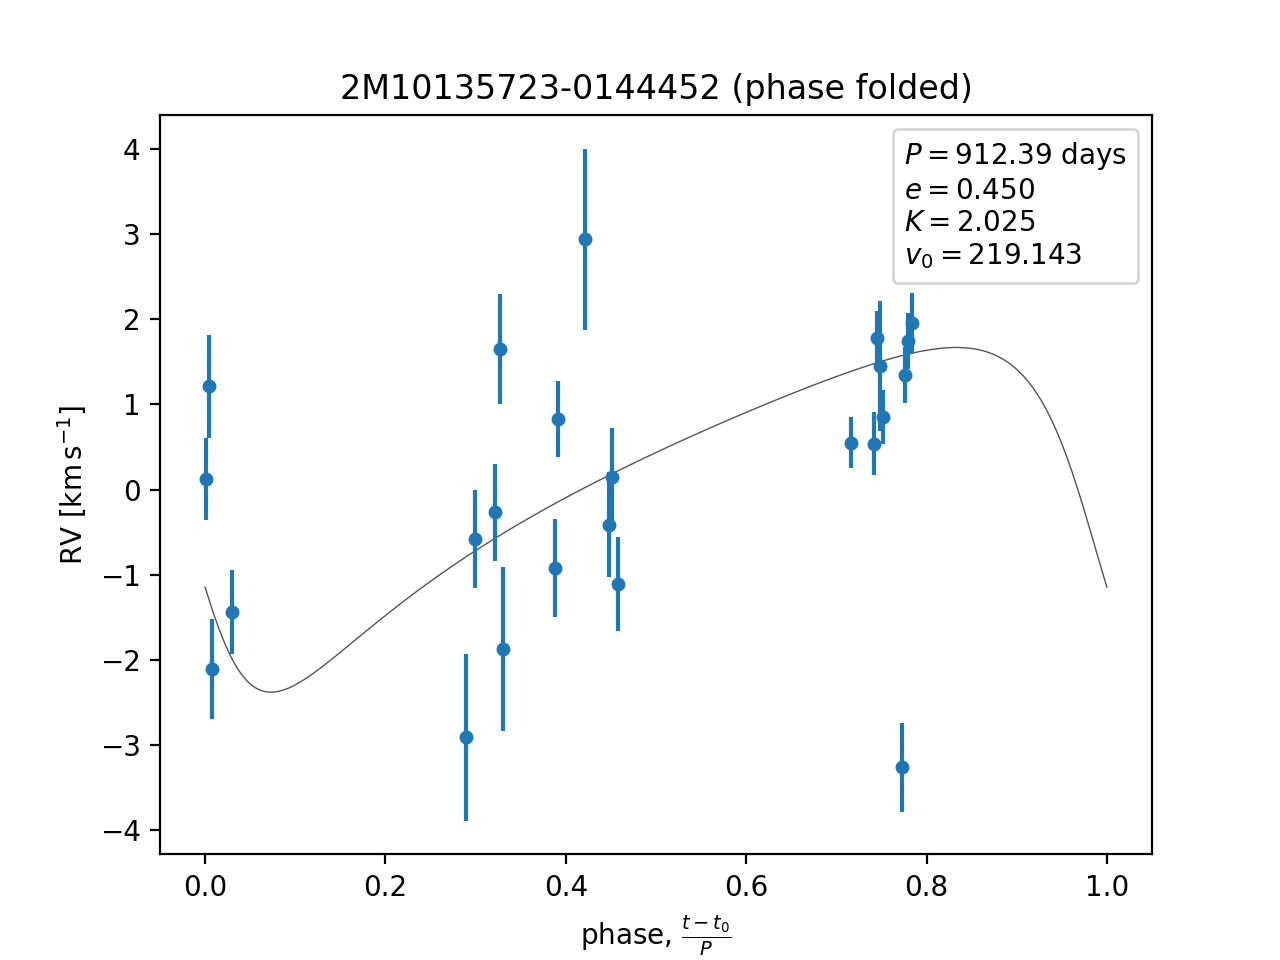 2M10135723-0144452 (phase folded)
P = 912.39 days
e = 0.450
K = 2.025
v₀ = 219.143
4
3
2
1
0
−1
−2
−3
−4
RV [km s⁻¹]
0.0 0.2 0.4 0.6 0.8 1.0
phase, (t − t₀)/P